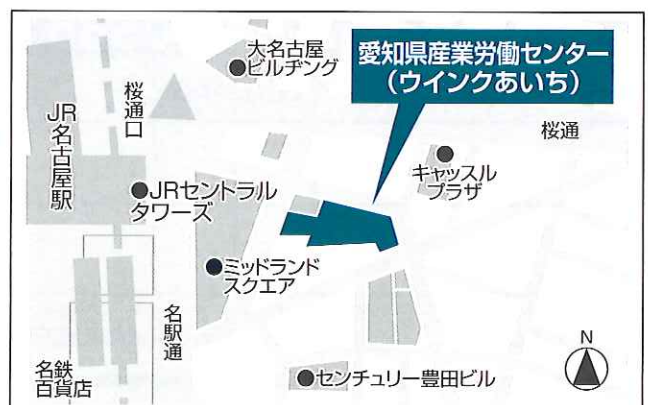 大名古屋
ビルヂング
愛知県産業労働センター
(ウインクあいち)
桜通口
JR名古屋駅
桜通
キャッスル
プラザ
JRセントラル
タワーズ
ミッドランド
スクエア
名駅通
名鉄
百貨店
センチュリー豊田ビル
N